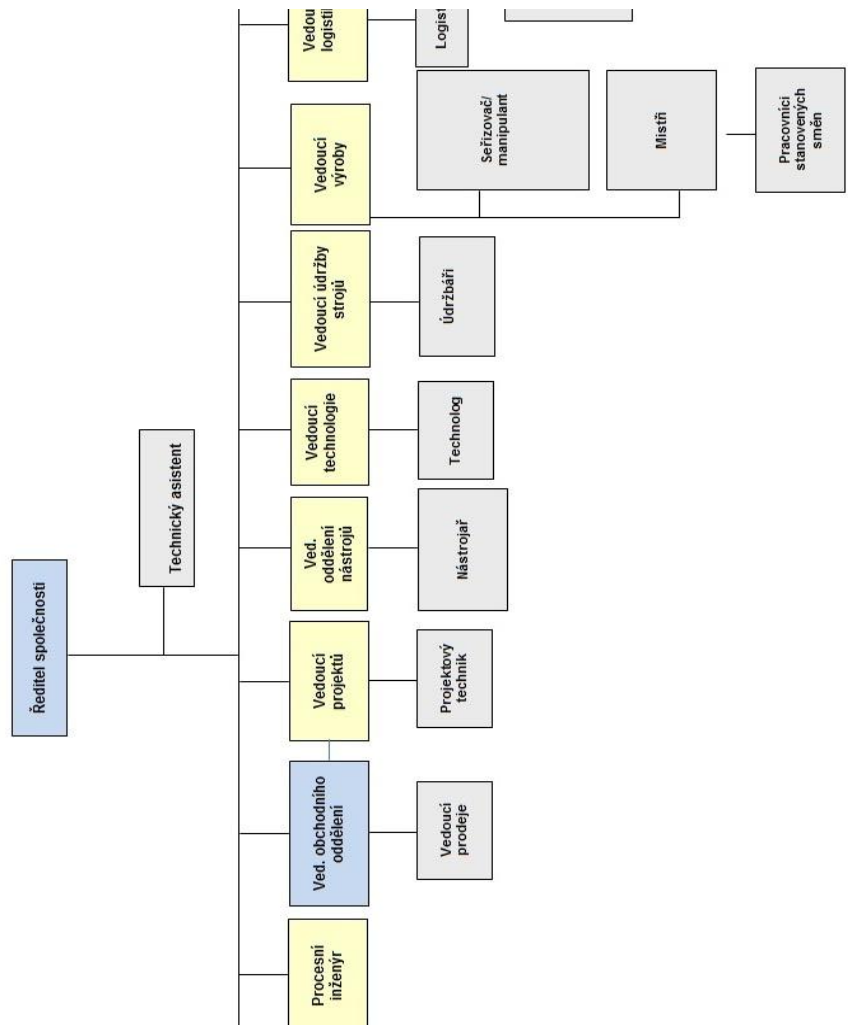 Ředitel společnosti
Technický asistent
Procesní
inženýr
Ved. obchodního
oddělení
Vedoucí
projektů
Ved.
oddělení
nástrojů
Vedoucí
technologie
Vedoucí údržby
strojů
Vedoucí
výroby
Vedoucí
prodeje
Projektový
technik
Nástrojař
Technolog
Údržbáři
Seřizovač/
manipulant
Mistři
Pracovníci
stanovených
směn